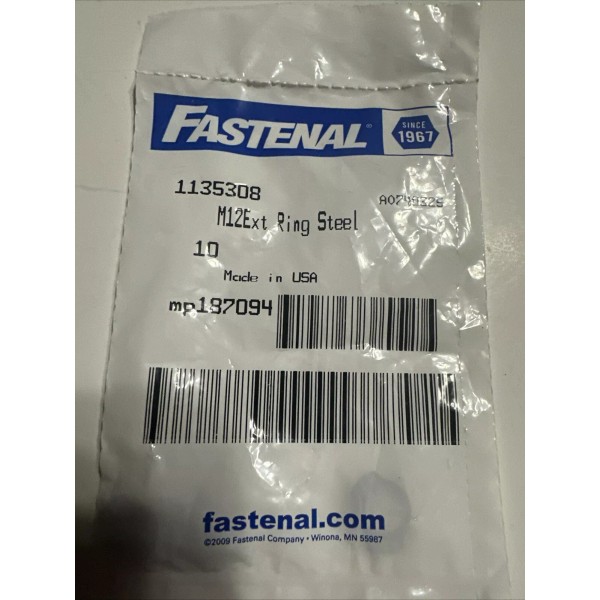 FASTENAL
SINCE
1967
1135308
M12Ext Ring Steel
10
Made in USA
mp187094
fastenal.com
©2009 Fastenal Company • Winona, MN 55987